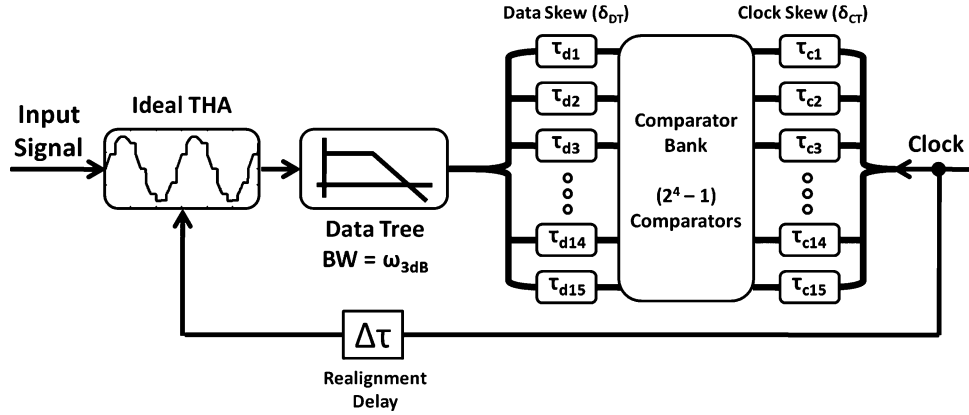 Data Skew (δDT)
Clock Skew (δCT)
Input
Signal
Ideal THA
Data Tree
BW = ω3dB
τd1
τd2
τd3
τd14
τd15
Comparator
Bank
(2⁴ – 1)
Comparators
τc1
τc2
τc3
τc14
τc15
Clock
Δτ
Realignment
Delay